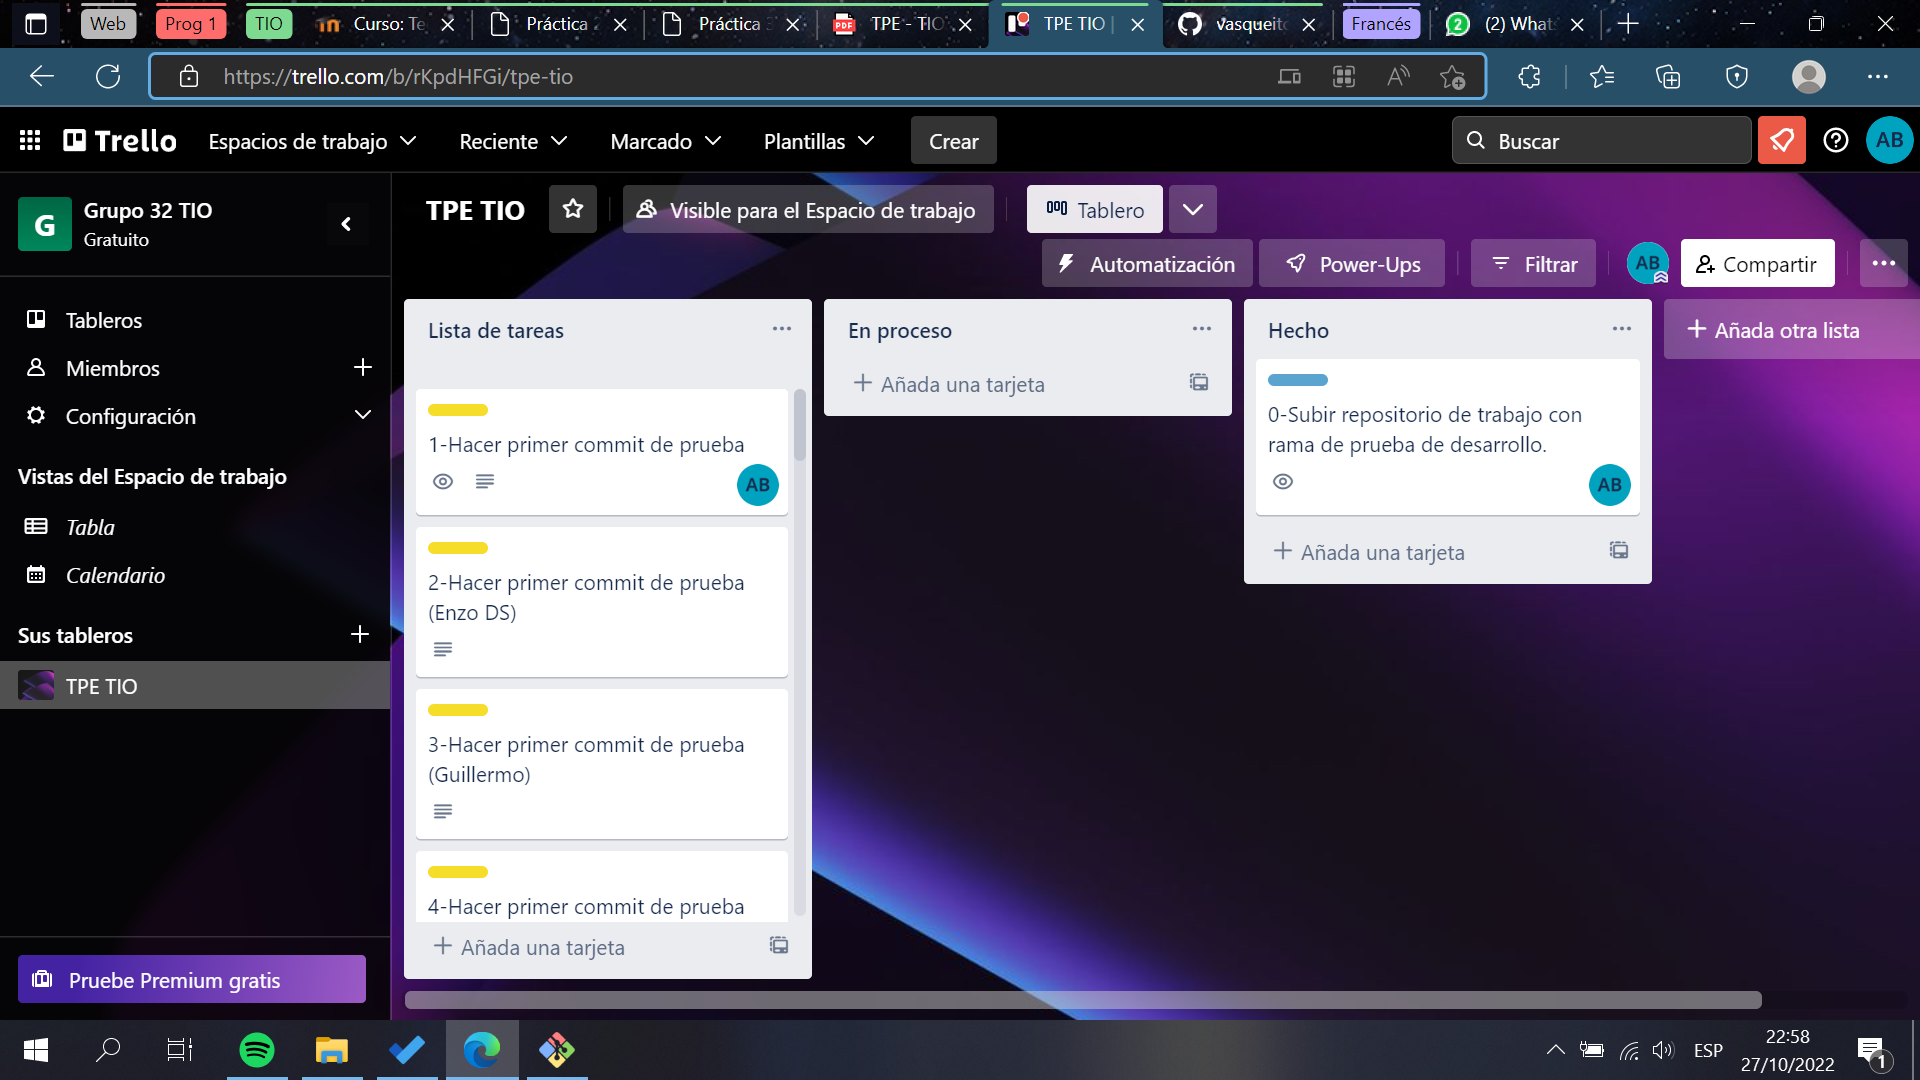 Web
Prog 1
TIO
Curso: Te
Práctica
Práctica
TPE - TIO
TPE TIO |
vasqueito
Francés
(2) What
https://trello.com/b/rKpdHFGi/tpe-tio
Trello
Espacios de trabajo
Reciente
Marcado
Plantillas
Crear
Buscar
AB
G
Grupo 32 TIO
Gratuito
TPE TIO
Visible para el Espacio de trabajo
Tablero
Automatización
Power-Ups
Filtrar
AB
Compartir
Tableros
Miembros
Configuración
Vistas del Espacio de trabajo
Tabla
Calendario
Sus tableros
TPE TIO
Pruebe Premium gratis
Lista de tareas
1-Hacer primer commit de prueba
AB
2-Hacer primer commit de prueba
(Enzo DS)
3-Hacer primer commit de prueba
(Guillermo)
4-Hacer primer commit de prueba
+ Añada una tarjeta
En proceso
+ Añada una tarjeta
Hecho
0-Subir repositorio de trabajo con
rama de prueba de desarrollo.
AB
+ Añada una tarjeta
+ Añada otra lista
ESP
22:58
27/10/2022
1